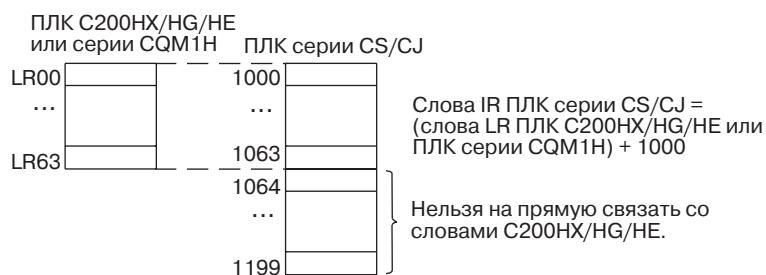 ПЛК C200HX/HG/HE
или серии CQM1H
ПЛК серии CS/CJ
LR00
...
LR63
1000
...
1063
1064
...
1199
Слова IR ПЛК серии CS/CJ =
(слова LR ПЛК C200HX/HG/HE или
ПЛК серии CQM1H) + 1000
Нельзя на прямую связать со
словами C200HX/HG/HE.